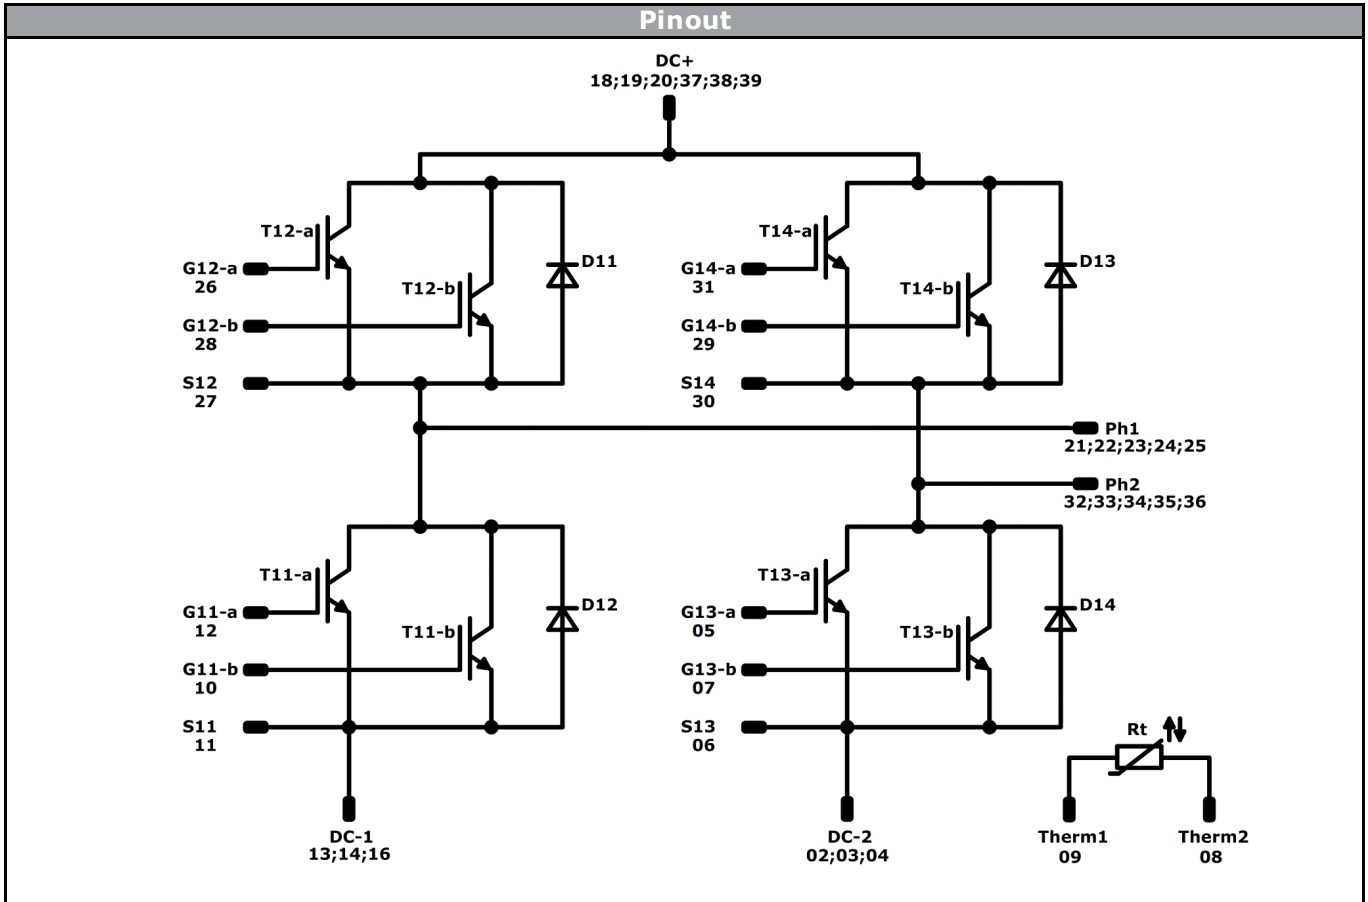 Pinout
DC+
18;19;20;37;38;39
T12-a
G12-a
26
T12-b
D11
G12-b
28
S12
27
T14-a
G14-a
31
T14-b
D13
G14-b
29
S14
30
Ph1
21;22;23;24;25
Ph2
32;33;34;35;36
T11-a
G11-a
12
T11-b
D12
G11-b
10
S11
11
DC-1
13;14;16
T13-a
G13-a
05
T13-b
D14
G13-b
07
S13
06
DC-2
02;03;04
Rt
Therm1
09
Therm2
08